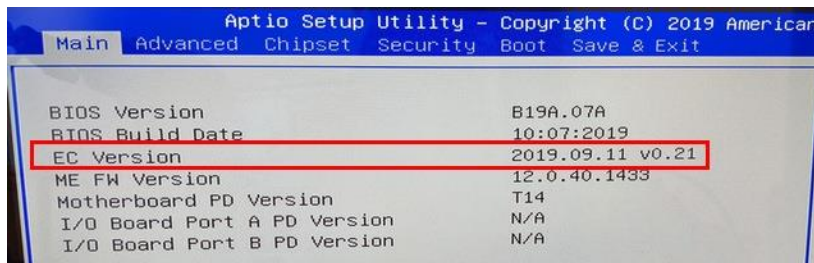 Aptio Setup Utility – Copyright (C) 2019 American
Main Advanced Chipset Security Boot Save & Exit
BIOS Version B19A.07A
BIOS Build Date 10:07:2019
EC Version 2019.09.11 v0.21
ME FW Version 12.0.40.1433
Motherboard PD Version T14
I/O Board Port A PD Version N/A
I/O Board Port B PD Version N/A